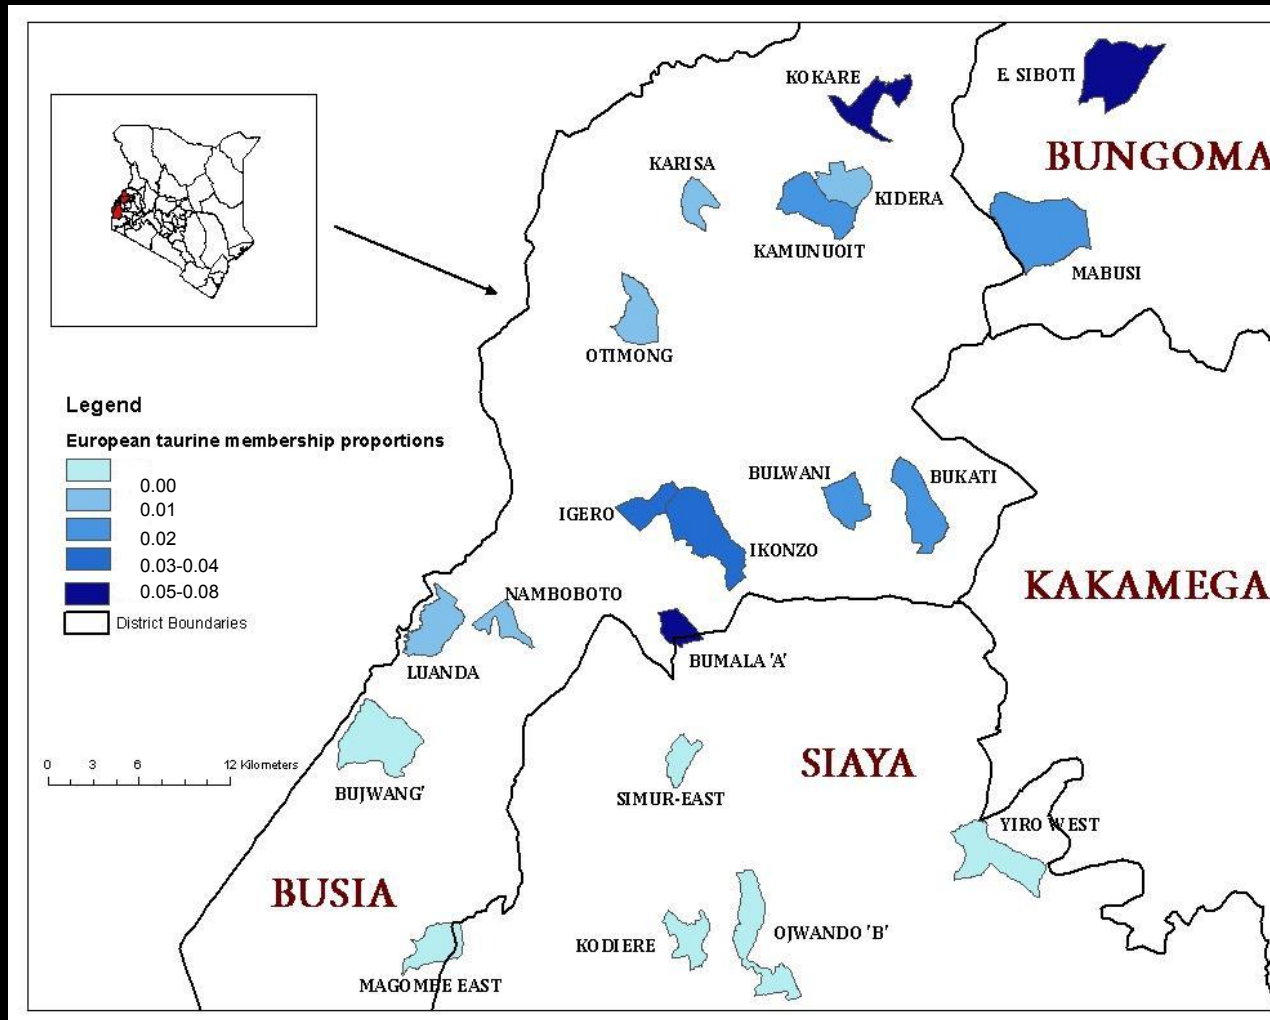 KOKARE
E. SIBOTI
BUNGOMA
KARISA
KIDERA
KAMUNUOIT
MABUSI
OTIMONG
Legend
European taurine membership proportions
0.00
0.01
0.02
0.03-0.04
0.05-0.08
District Boundaries
BULWANI
BUKATI
IGERO
IKONZO
KAKAMEGA
NAMBOBOTO
LUANDA
BUMALA 'A'
0 3 6 12 Kilometers
BUJWANG'
SIMUR-EAST
SIAYA
YIRO WEST
BUSIA
KODIERE
OJWANDO 'B'
MAGOMBE EAST